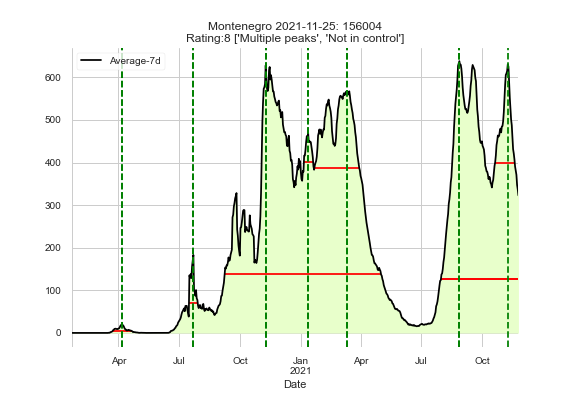 Montenegro 2021-11-25: 156004
Rating:8 ['Multiple peaks', 'Not in control']
Average-7d
600
500
400
300
200
100
0
Apr Jul Oct Jan Apr Jul Oct
2021
Date